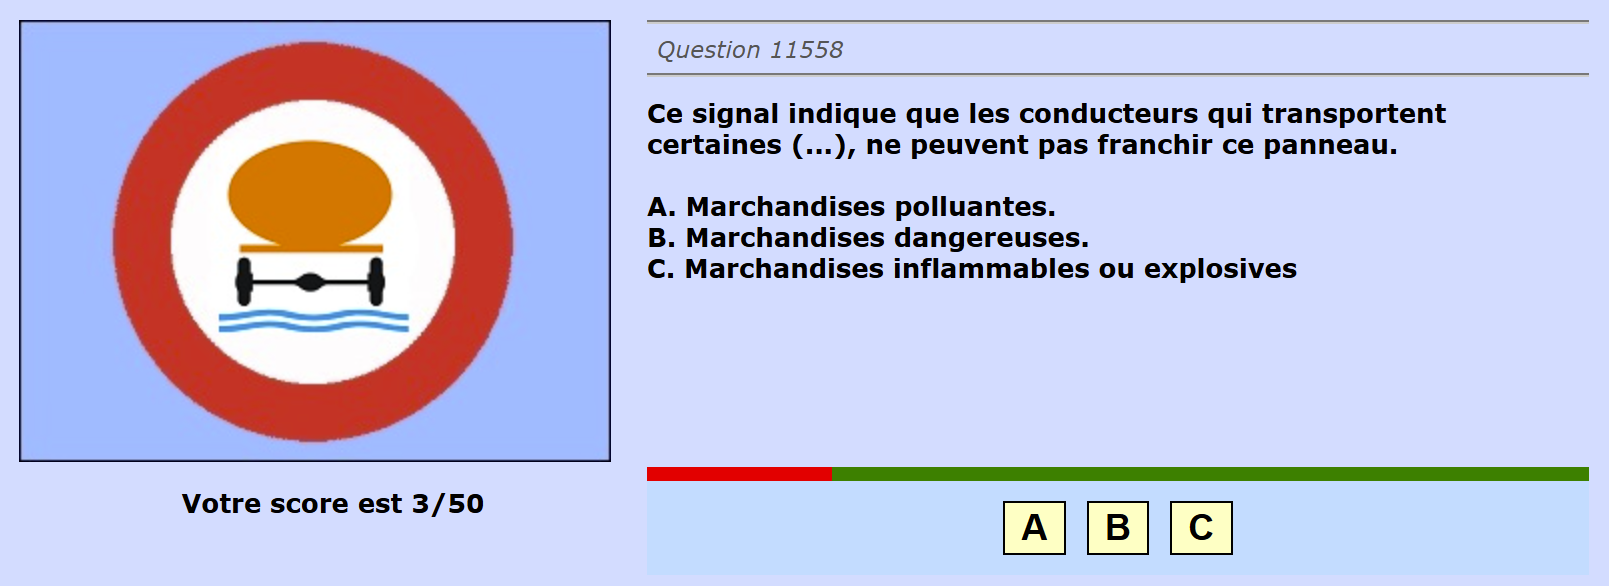 Question 11558
Ce signal indique que les conducteurs qui transportent
certaines (...), ne peuvent pas franchir ce panneau.
A. Marchandises polluantes.
B. Marchandises dangereuses.
C. Marchandises inflammables ou explosives
Votre score est 3/50
A B C